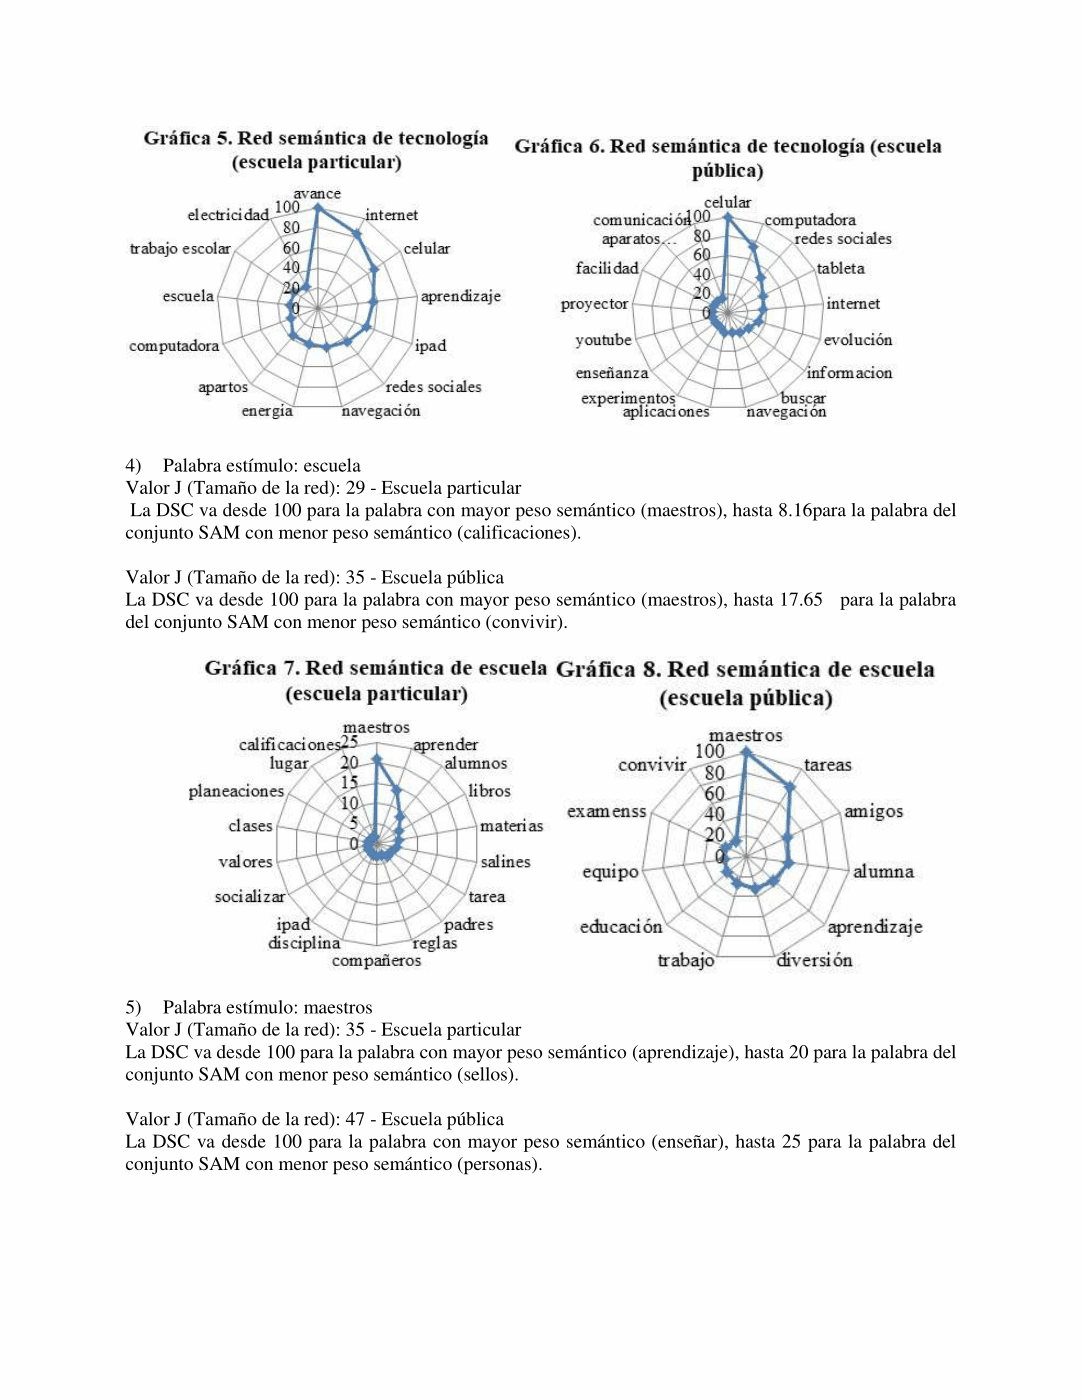 Gráfica 5. Red semántica de tecnología
(escuela particular)
avance
internet
celular
aprendizaje
ipad
redes sociales
navegación
energía
apartos
computadora
escuela
trabajo escolar
electricidad
100
80
60
40
20
0
Gráfica 6. Red semántica de tecnología (escuela
pública)
celular
computadora
redes sociales
tableta
internet
evolución
informacion
buscar
navegación
aplicaciones
experimentos
enseñanza
youtube
proyector
facilidad
aparatos…
comunicación
100
80
60
40
20
0
4) Palabra estímulo: escuela
Valor J (Tamaño de la red): 29 - Escuela particular
La DSC va desde 100 para la palabra con mayor peso semántico (maestros), hasta 8.16para la palabra del
conjunto SAM con menor peso semántico (calificaciones).
Valor J (Tamaño de la red): 35 - Escuela pública
La DSC va desde 100 para la palabra con mayor peso semántico (maestros), hasta 17.65 para la palabra
del conjunto SAM con menor peso semántico (convivir).
Gráfica 7. Red semántica de escuela
(escuela particular)
maestros
aprender
alumnos
libros
materias
salines
tarea
padres
reglas
compañeros
disciplina
ipad
socializar
valores
clases
planeaciones
lugar
calificaciones
25
20
15
10
5
0
Gráfica 8. Red semántica de escuela
(escuela pública)
maestros
tareas
amigos
alumna
aprendizaje
diversión
trabajo
educación
equipo
examenss
convivir
100
80
60
40
20
0
5) Palabra estímulo: maestros
Valor J (Tamaño de la red): 35 - Escuela particular
La DSC va desde 100 para la palabra con mayor peso semántico (aprendizaje), hasta 20 para la palabra del
conjunto SAM con menor peso semántico (sellos).
Valor J (Tamaño de la red): 47 - Escuela pública
La DSC va desde 100 para la palabra con mayor peso semántico (enseñar), hasta 25 para la palabra del
conjunto SAM con menor peso semántico (personas).